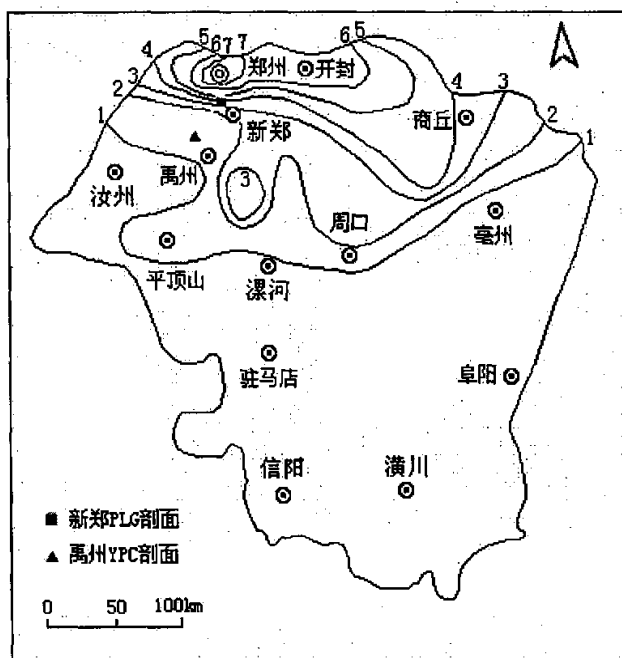 5 6 7 7
6 5
4
郑州
开封
3
2
4
3
1
新郑
商丘
2
1
禹州
汝州
3
周口
亳州
平顶山
漯河
驻马店
阜阳
信阳
潢川
新郑PLG剖面
禹州YPC剖面
0 50 100km